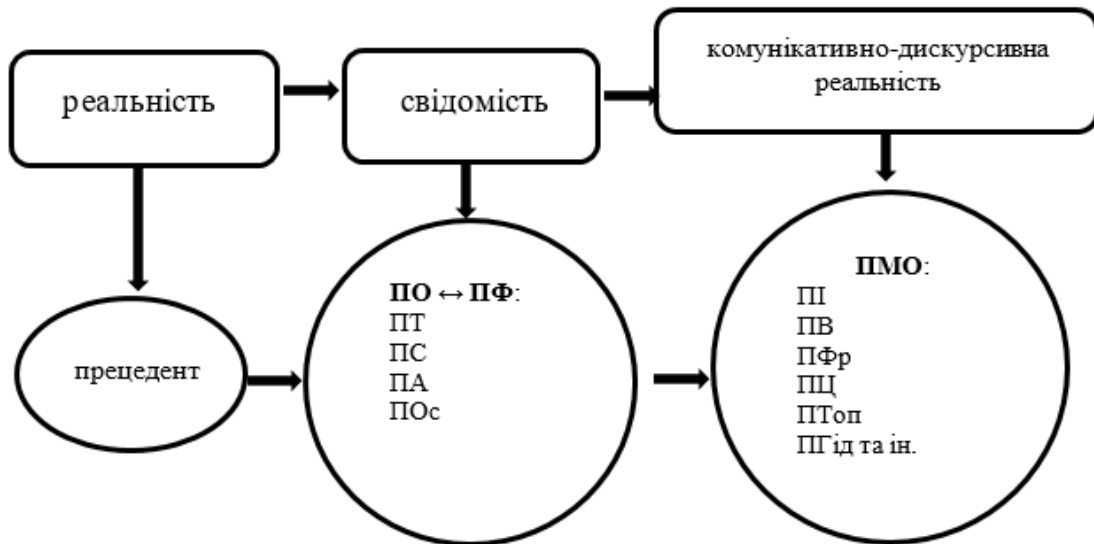 реальність
свідомість
комунікативно-дискурсивна
реальність
прецедент
ПО ↔ ПФ:
ПТ
ПС
ПА
ПОс
ПМО:
ПІ
ПВ
ПФр
ПЦ
ПТоп
ПГід та ін.